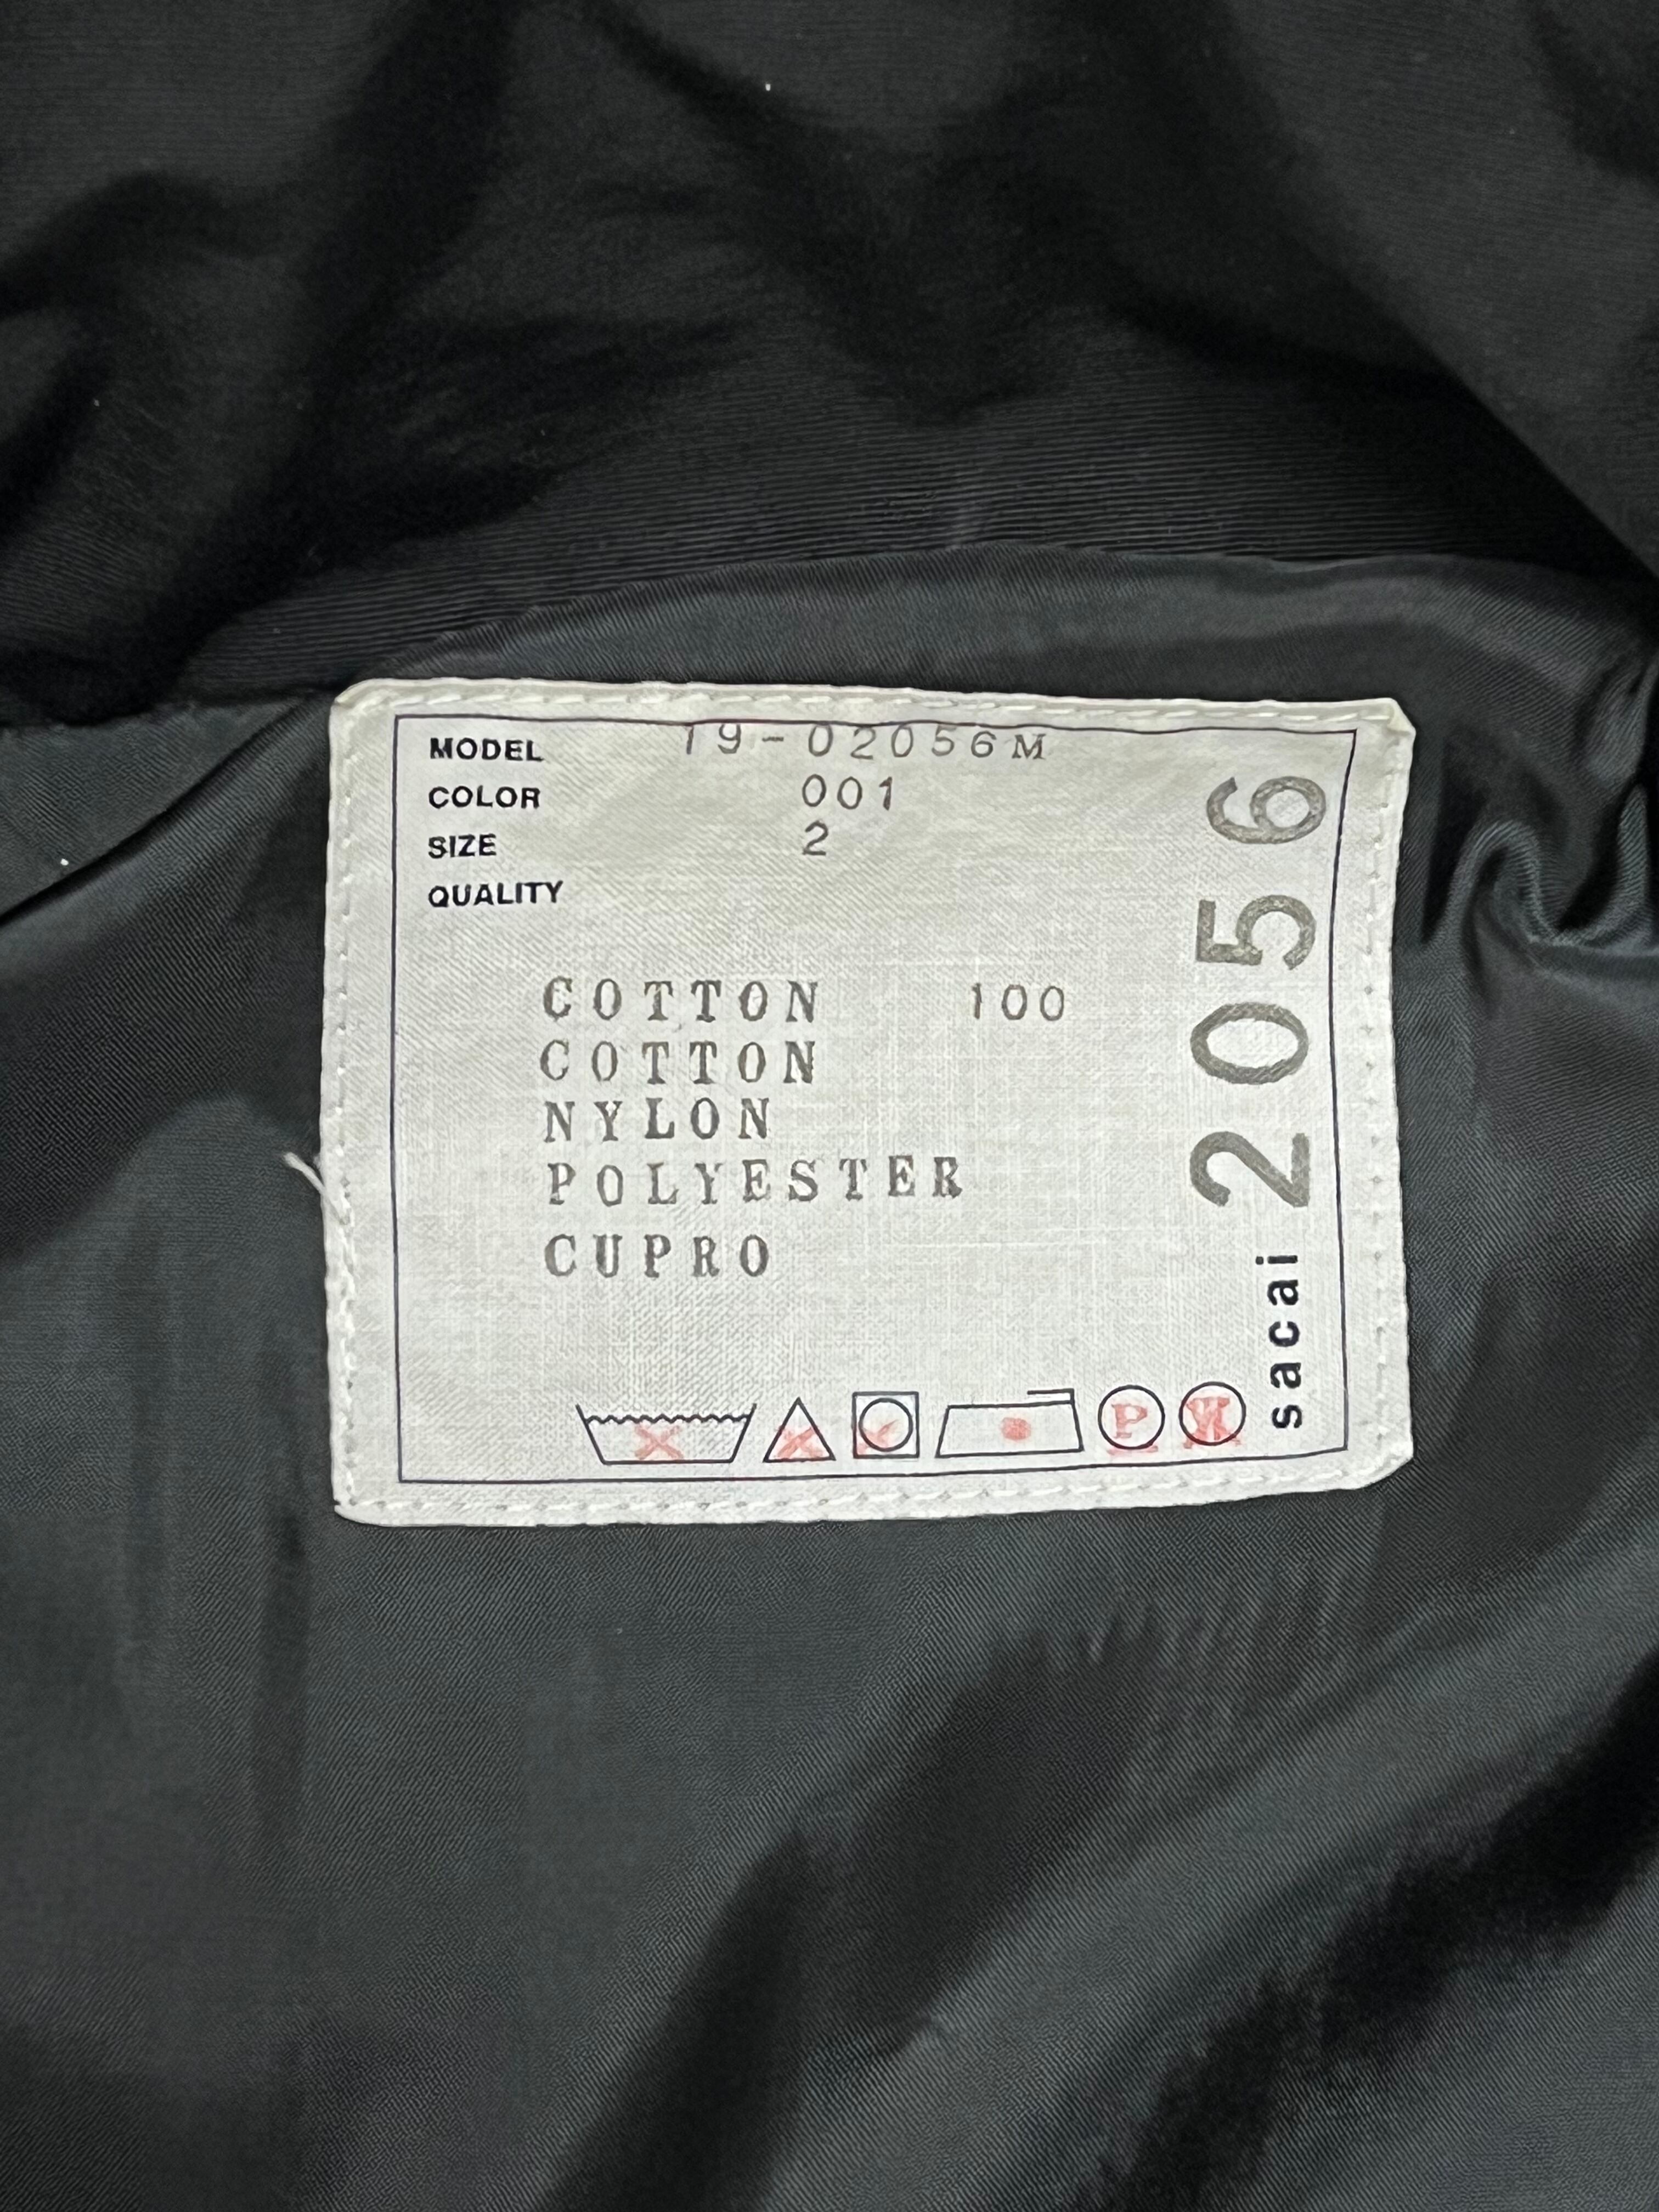 MODEL 19-02056M
COLOR 001
SIZE 2
QUALITY
COTTON 100
COTTON
NYLON
POLYESTER
CUPRO
P
W
sacai 2056